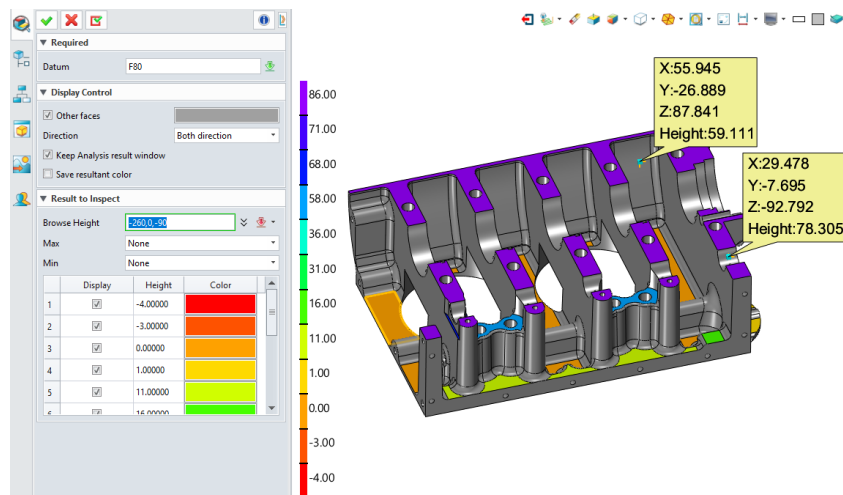 Required
Datum
F80
Display Control
Other faces
Direction
Both direction
Keep Analysis result window
Save resultant color
Result to Inspect
Browse Height
-260,0,-90
Max
None
Min
None
Display Height Color
1 -4.00000
2 -3.00000
3 0.00000
4 1.00000
5 11.00000
6 16.00000
86.00
71.00
68.00
58.00
36.00
31.00
16.00
11.00
1.00
0.00
-3.00
-4.00
X:55.945
Y:-26.889
Z:87.841
Height:59.111
X:29.478
Y:-7.695
Z:-92.792
Height:78.305